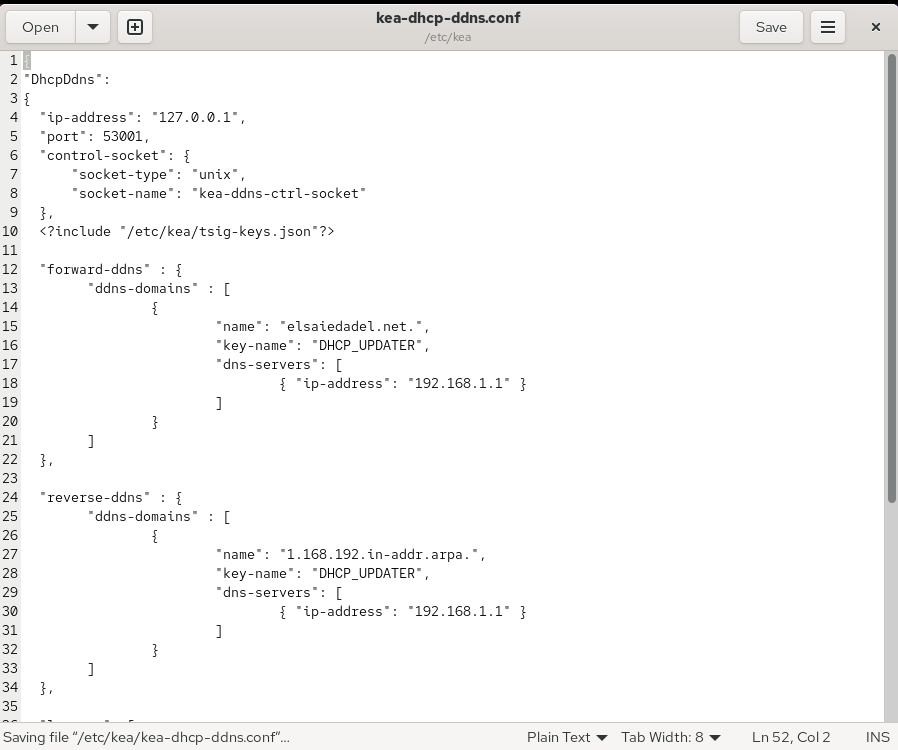 Open
kea-dhcp-ddns.conf
/etc/kea
Save
1 {
2 "DhcpDdns":
3 {
4   "ip-address": "127.0.0.1",
5   "port": 53001,
6   "control-socket": {
7       "socket-type": "unix",
8       "socket-name": "kea-ddns-ctrl-socket"
9   },
10   <?include "/etc/kea/tsig-keys.json"?>
11
12   "forward-ddns" : {
13         "ddns-domains" : [
14                 {
15                         "name": "elsaiedadel.net.",
16                         "key-name": "DHCP_UPDATER",
17                         "dns-servers": [
18                                 { "ip-address": "192.168.1.1" }
19                         ]
20                 }
21         ]
22   },
23
24   "reverse-ddns" : {
25         "ddns-domains" : [
26                 {
27                         "name": "1.168.192.in-addr.arpa.",
28                         "key-name": "DHCP_UPDATER",
29                         "dns-servers": [
30                                 { "ip-address": "192.168.1.1" }
31                         ]
32                 }
33         ]
34   },
35
Saving file “/etc/kea/kea-dhcp-ddns.conf”…
Plain Text
Tab Width: 8
Ln 52, Col 2
INS